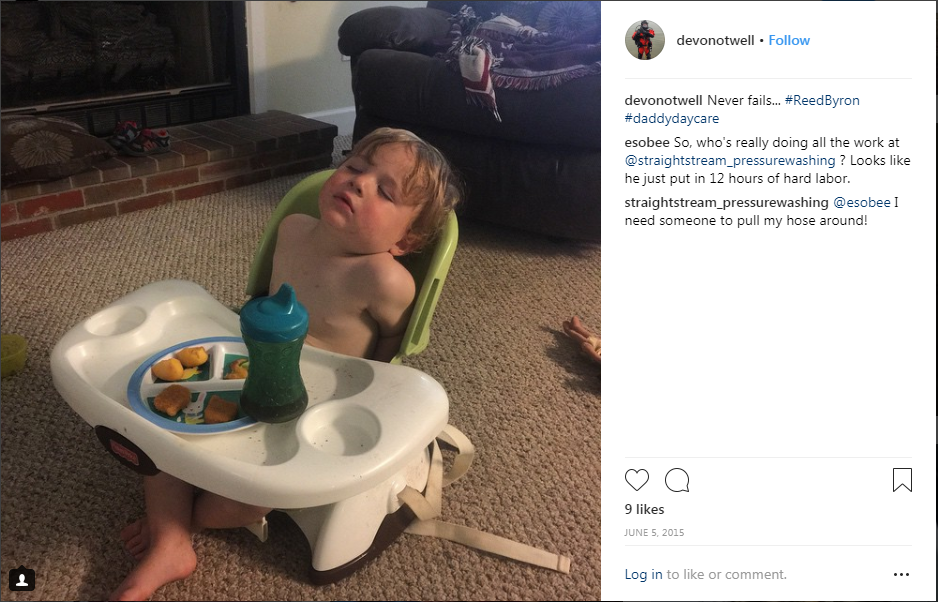 devonotwell • Follow
devonotwell Never fails... #ReedByron
#daddydaycare
esobee So, who's really doing all the work at
@straightstream_pressurewashing ? Looks like
he just put in 12 hours of hard labor.
straightstream_pressurewashing @esobee I
need someone to pull my hose around!
9 likes
JUNE 5, 2015
Log in to like or comment.